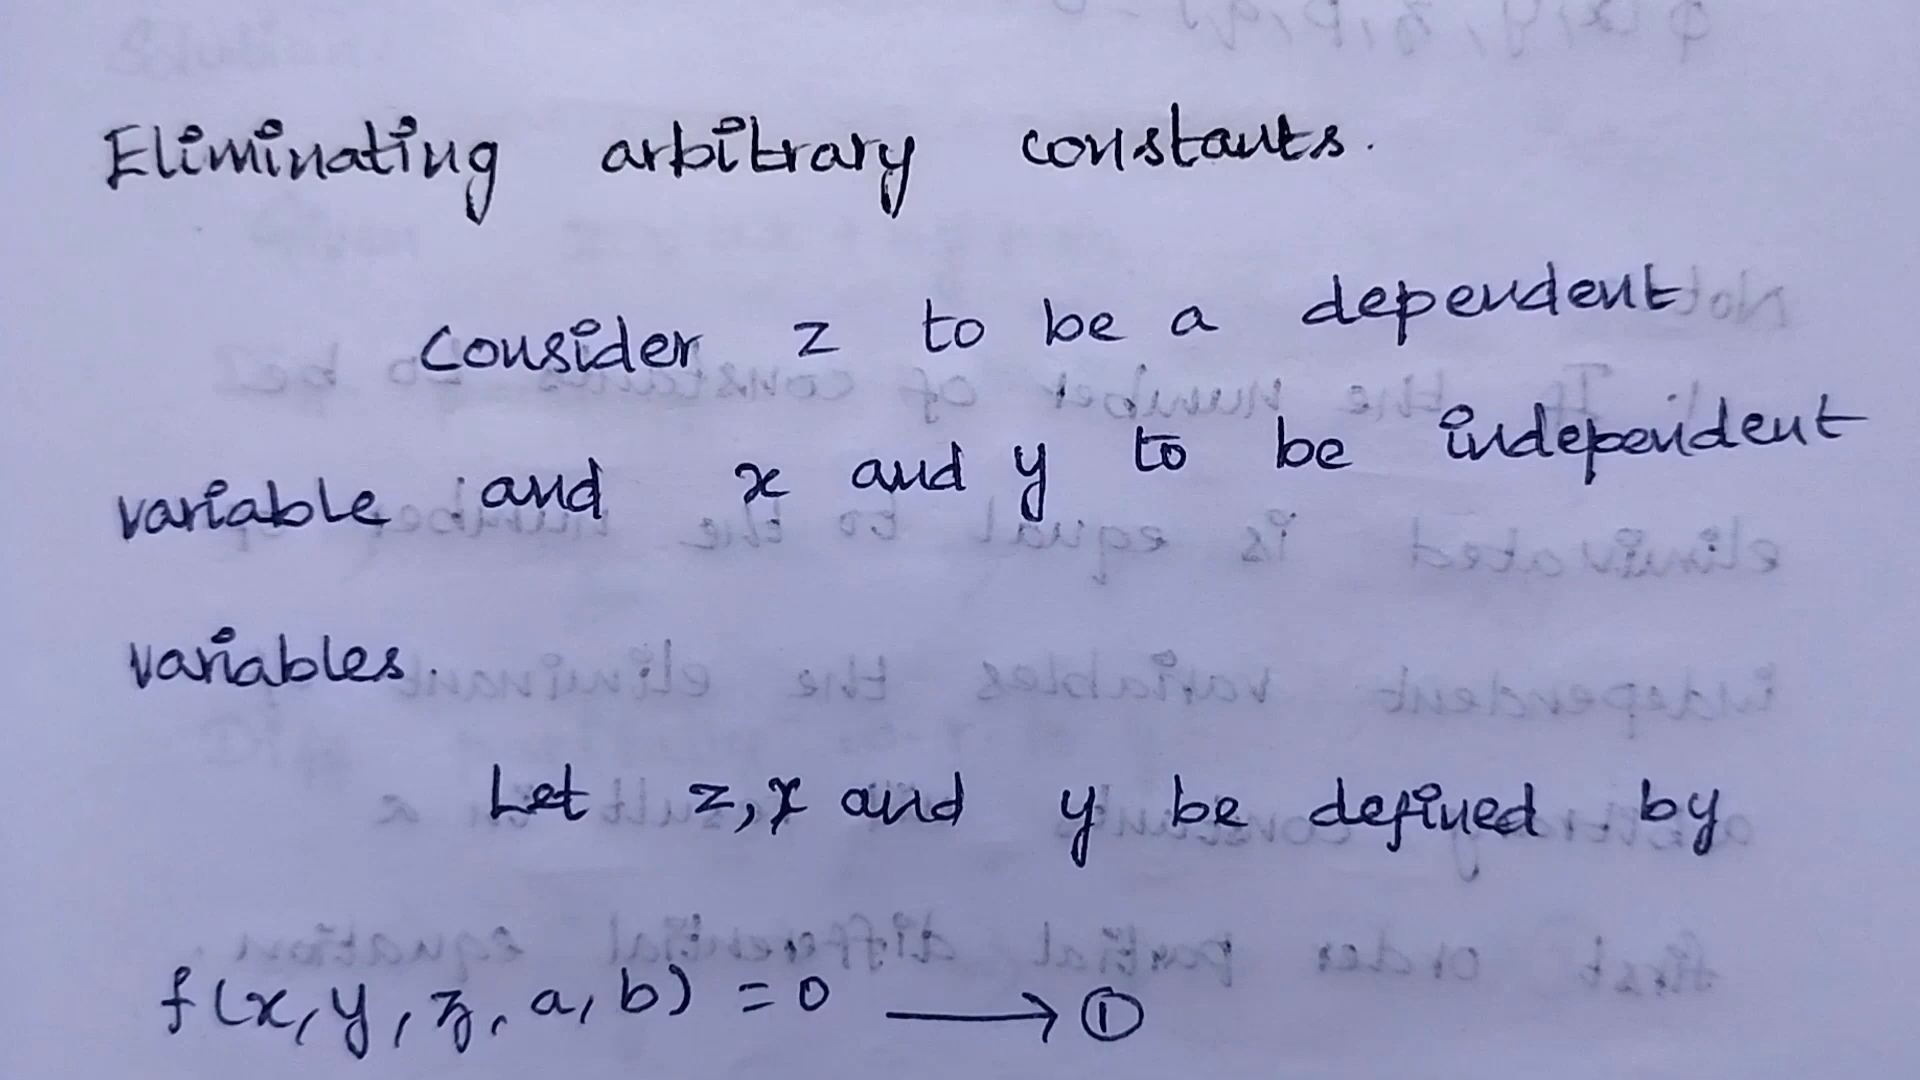 Eliminating arbitrary constants.
Consider z to be a dependent
variable and x and y to be independent
variables.
Let z, x and y be defined by
f(x, y, z, a, b) = 0 ⟶ ①